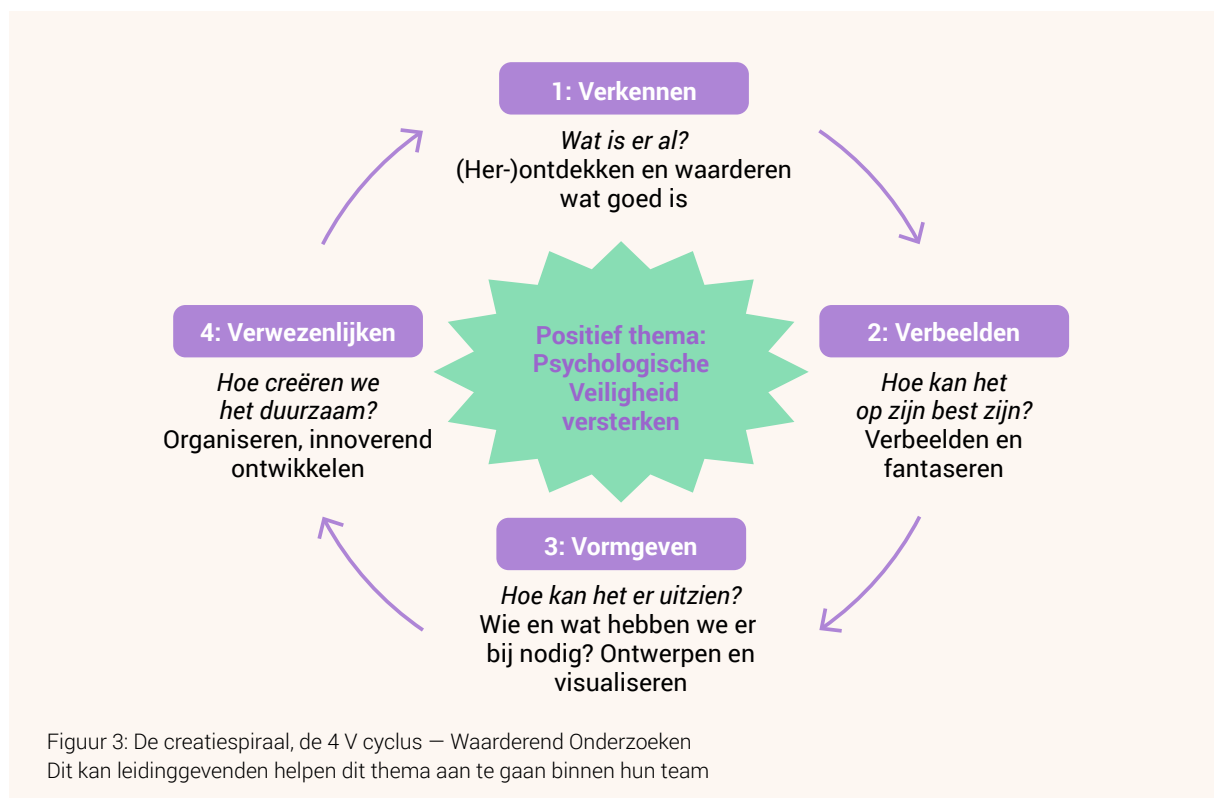 1: Verkennen
Wat is er al?
(Her-)ontdekken en waarderen
wat goed is
Positief thema:
Psychologische
Veiligheid
versterken
2: Verbeelden
Hoe kan het
op zijn best zijn?
Verbeelden en
fantaseren
3: Vormgeven
Hoe kan het er uitzien?
Wie en wat hebben we er
bij nodig? Ontwerpen en
visualiseren
4: Verwezenlijken
Hoe creëren we
het duurzaam?
Organiseren, innoverend
ontwikkelen
Figuur 3: De creatiespiraal, de 4 V cyclus — Waarderend Onderzoeken
Dit kan leidinggevenden helpen dit thema aan te gaan binnen hun team